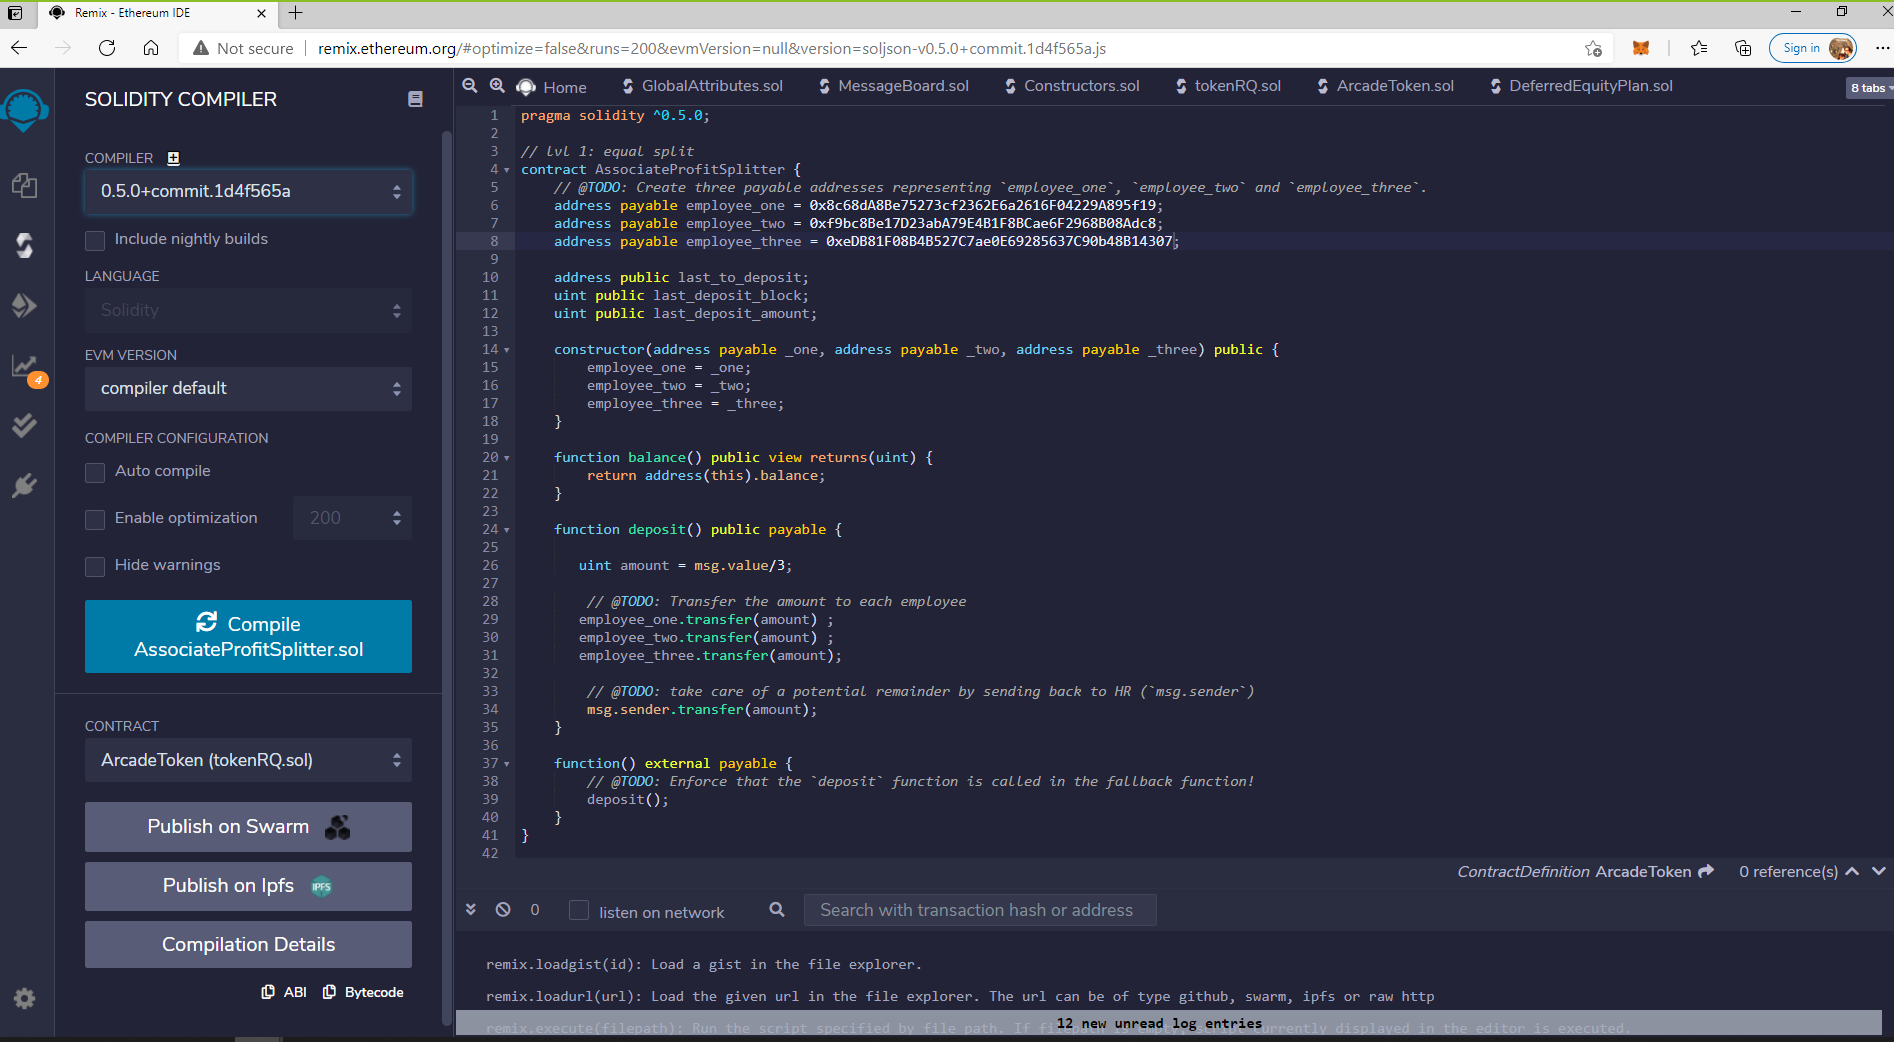 Remix - Ethereum IDE
Not secure
remix.ethereum.org/#optimize=false&runs=200&evmVersion=null&version=soljson-v0.5.0+commit.1d4f565a.js
Sign in
SOLIDITY COMPILER
COMPILER
0.5.0+commit.1d4f565a
Include nightly builds
LANGUAGE
Solidity
EVM VERSION
compiler default
COMPILER CONFIGURATION
Auto compile
Enable optimization
200
Hide warnings
Compile
AssociateProfitSplitter.sol
CONTRACT
ArcadeToken (tokenRQ.sol)
Publish on Swarm
Publish on Ipfs
IPFS
Compilation Details
ABI
Bytecode
4
Home
GlobalAttributes.sol
MessageBoard.sol
Constructors.sol
tokenRQ.sol
ArcadeToken.sol
DeferredEquityPlan.sol
8 tabs
1 pragma solidity ^0.5.0;
2
3 // lvl 1: equal split
4 contract AssociateProfitSplitter {
5 // @TODO: Create three payable addresses representing `employee_one`, `employee_two` and `employee_three`.
6 address payable employee_one = 0x8c68dA8Be75273cf2362E6a2616F04229A895f19;
7 address payable employee_two = 0xf9bc8Be17D23abA79E4B1F8BCae6F2968B08Adc8;
8 address payable employee_three = 0xeDB81F08B4B527C7ae0E69285637C90b48B14307;
9
10 address public last_to_deposit;
11 uint public last_deposit_block;
12 uint public last_deposit_amount;
13
14 constructor(address payable _one, address payable _two, address payable _three) public {
15 employee_one = _one;
16 employee_two = _two;
17 employee_three = _three;
18 }
19
20 function balance() public view returns(uint) {
21 return address(this).balance;
22 }
23
24 function deposit() public payable {
25
26 uint amount = msg.value/3;
27
28 // @TODO: Transfer the amount to each employee
29 employee_one.transfer(amount) ;
30 employee_two.transfer(amount) ;
31 employee_three.transfer(amount);
32
33 // @TODO: take care of a potential remainder by sending back to HR (`msg.sender`)
34 msg.sender.transfer(amount);
35 }
36
37 function() external payable {
38 // @TODO: Enforce that the `deposit` function is called in the fallback function!
39 deposit();
40 }
41 }
42
ContractDefinition ArcadeToken
0 reference(s)
0
listen on network
Search with transaction hash or address
remix.loadgist(id): Load a gist in the file explorer.
remix.loadurl(url): Load the given url in the file explorer. The url can be of type github, swarm, ipfs or raw http
remix.execute(filepath): Run the script specified by file path. If filepath is empty, script currently displayed in the editor is executed.
12 new unread log entries